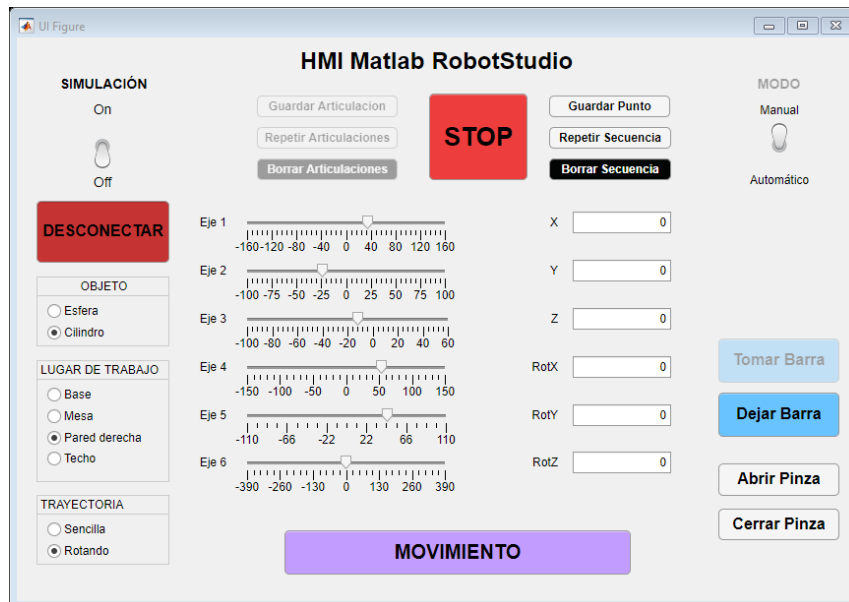 UI Figure
HMI Matlab RobotStudio
SIMULACIÓN
On
Off
Guardar Articulacion
Repetir Articulaciones
Borrar Articulaciones
STOP
Guardar Punto
Repetir Secuencia
Borrar Secuencia
MODO
Manual
Automático
DESCONECTAR
OBJETO
Esfera
Cilindro
LUGAR DE TRABAJO
Base
Mesa
Pared derecha
Techo
TRAYECTORIA
Sencilla
Rotando
Eje 1
-160 -120 -80 -40 0 40 80 120 160
Eje 2
-100 -75 -50 -25 0 25 50 75 100
Eje 3
-100 -80 -60 -40 -20 0 20 40 60
Eje 4
-150 -100 -50 0 50 100 150
Eje 5
-110 -66 -22 22 66 110
Eje 6
-390 -260 -130 0 130 260 390
X 0
Y 0
Z 0
RotX 0
RotY 0
RotZ 0
Tomar Barra
Dejar Barra
Abrir Pinza
Cerrar Pinza
MOVIMIENTO